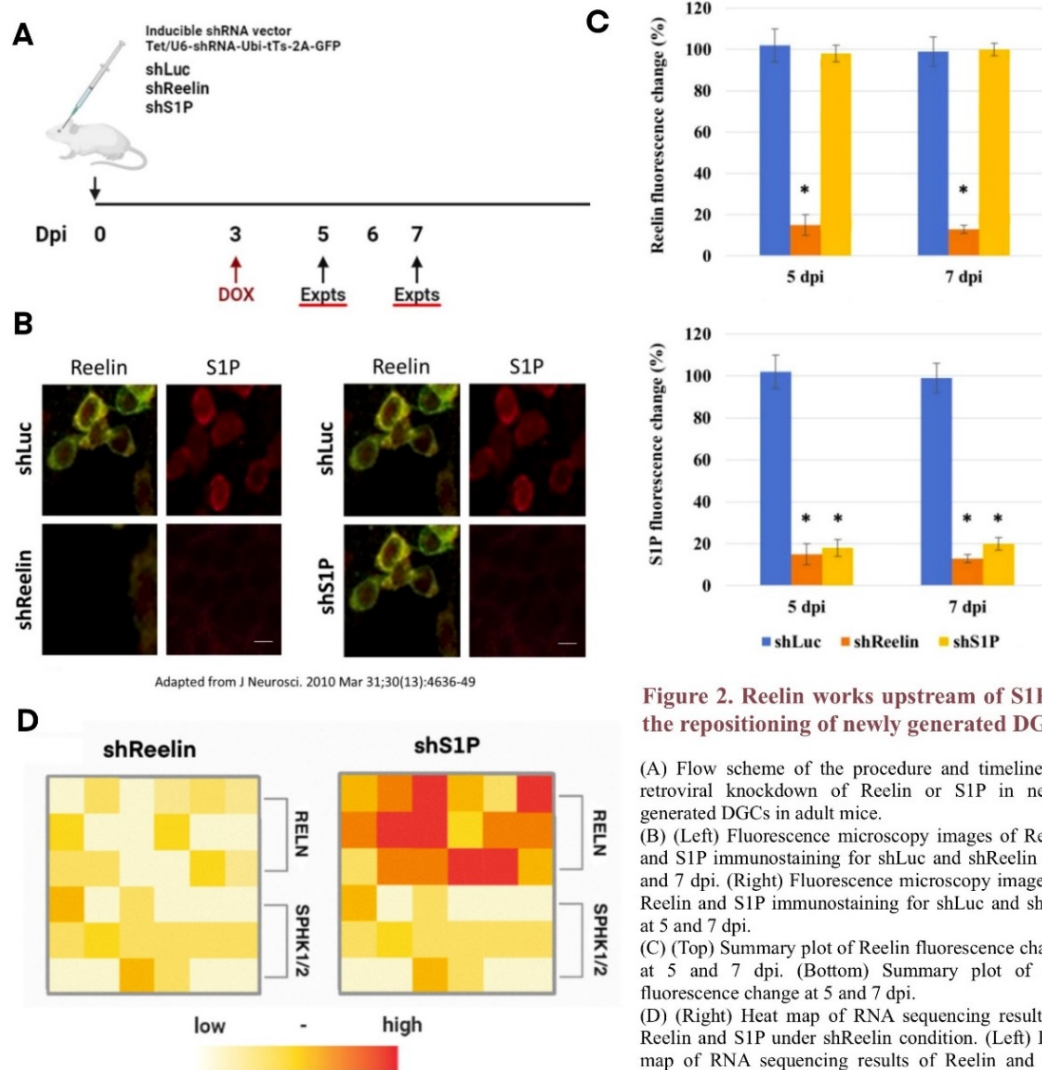 A
Inducible shRNA vector
Tet/U6-shRNA-Ubi-tTs-2A-GFP
shLuc
shReelin
shS1P
Dpi 0 3 5 6 7
DOX Expts Expts
B
Reelin S1P Reelin S1P
shLuc shLuc
shReelin shS1P
Adapted from J Neurosci. 2010 Mar 31;30(13):4636-49
C
Reelin fluorescence change (%)
120
100
80
60
40
20
0
* *
5 dpi 7 dpi
S1P fluorescence change (%)
120
100
80
60
40
20
0
* * * *
5 dpi 7 dpi
shLuc shReelin shS1P
D
shReelin shS1P
RELN RELN
SPHK1/2 SPHK1/2
low - high
Figure 2. Reelin works upstream of
the repositioning of newly generated
(A) Flow scheme of the procedure and timeline
retroviral knockdown of Reelin or S1P in
generated DGCs in adult mice.
(B) (Left) Fluorescence microscopy images of
and S1P immunostaining for shLuc and shReelin
and 7 dpi. (Right) Fluorescence microscopy
Reelin and S1P immunostaining for shLuc and
at 5 and 7 dpi.
(C) (Top) Summary plot of Reelin fluorescence
at 5 and 7 dpi. (Bottom) Summary plot of
fluorescence change at 5 and 7 dpi.
(D) (Right) Heat map of RNA sequencing
Reelin and S1P under shReelin condition. (Left)
map of RNA sequencing results of Reelin and